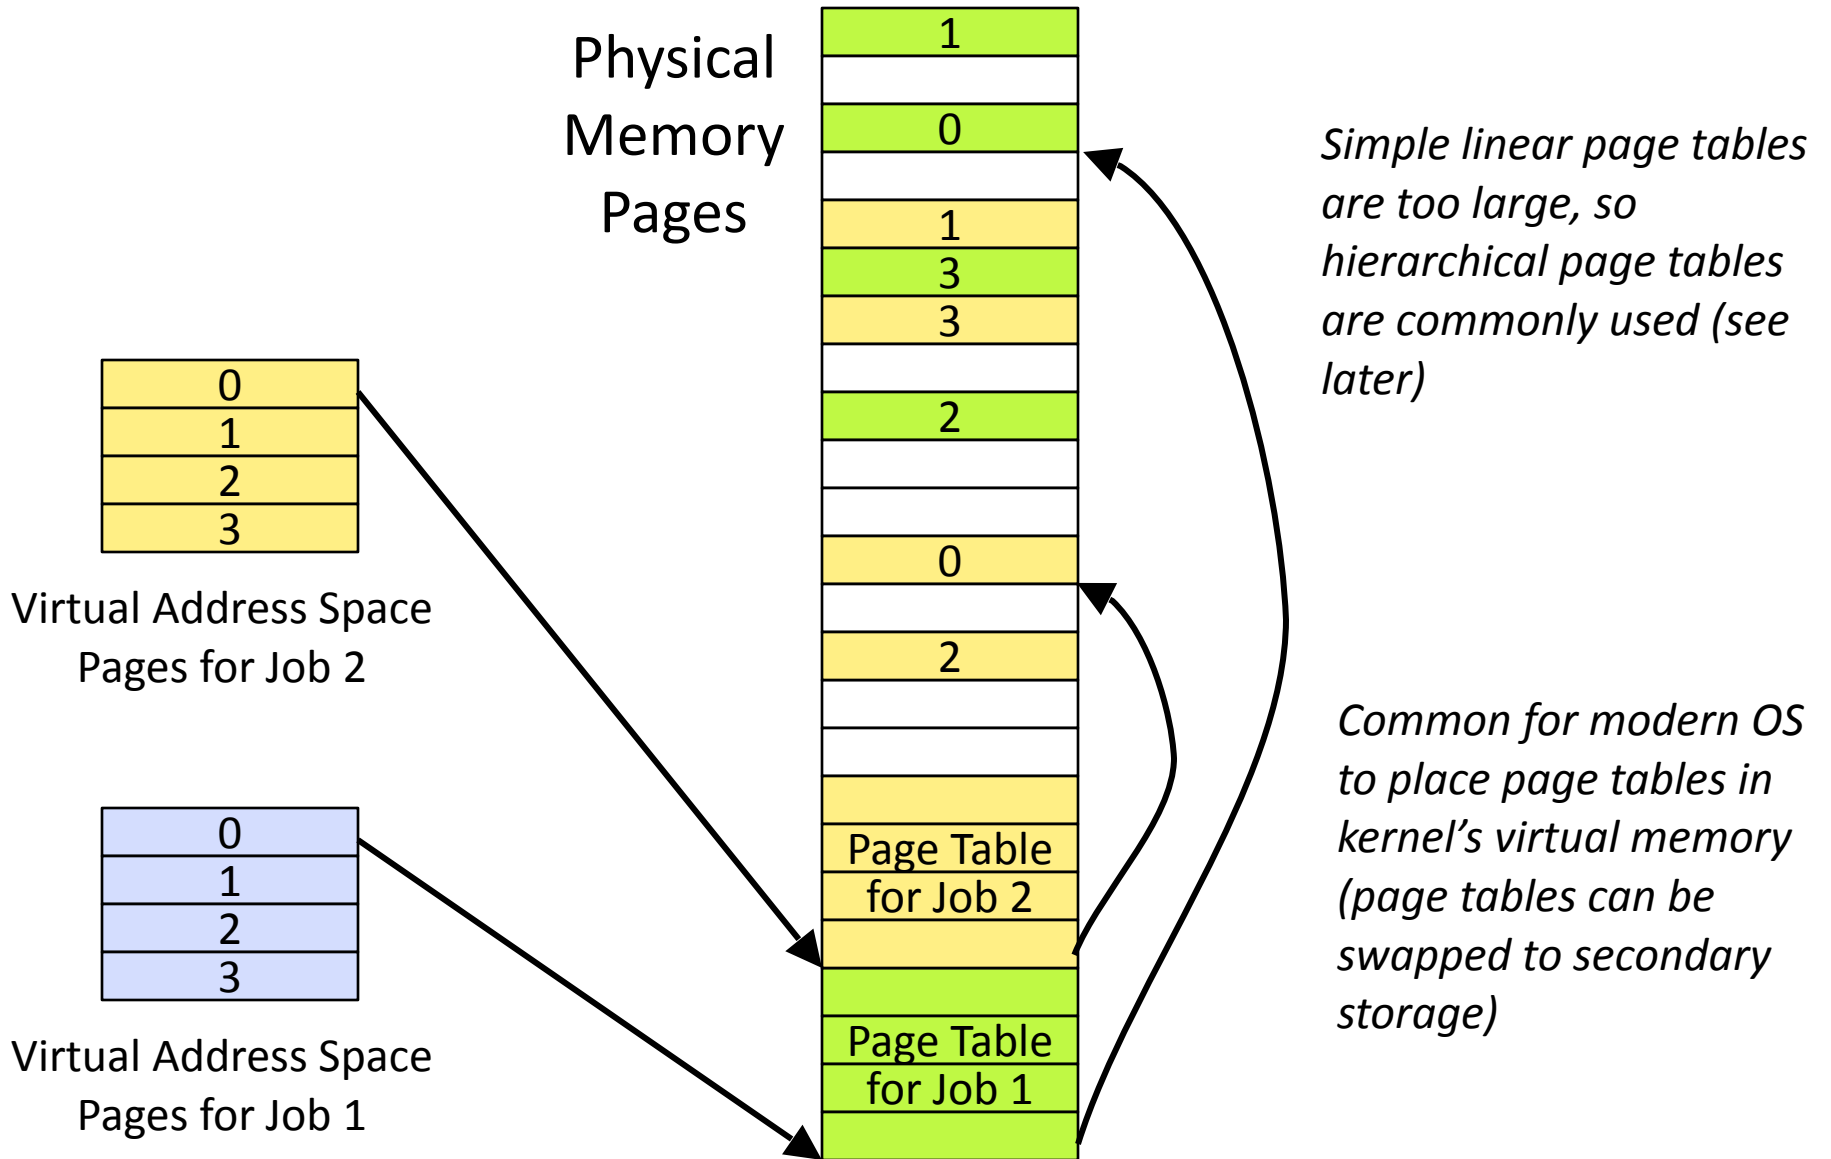 Physical
Memory
Pages
1
0
1
3
3
2
0
2
Page Table
for Job 2
Page Table
for Job 1
0
1
2
3
Virtual Address Space
Pages for Job 2
0
1
2
3
Virtual Address Space
Pages for Job 1
Simple linear page tables
are too large, so
hierarchical page tables
are commonly used (see
later)
Common for modern OS
to place page tables in
kernel’s virtual memory
(page tables can be
swapped to secondary
storage)